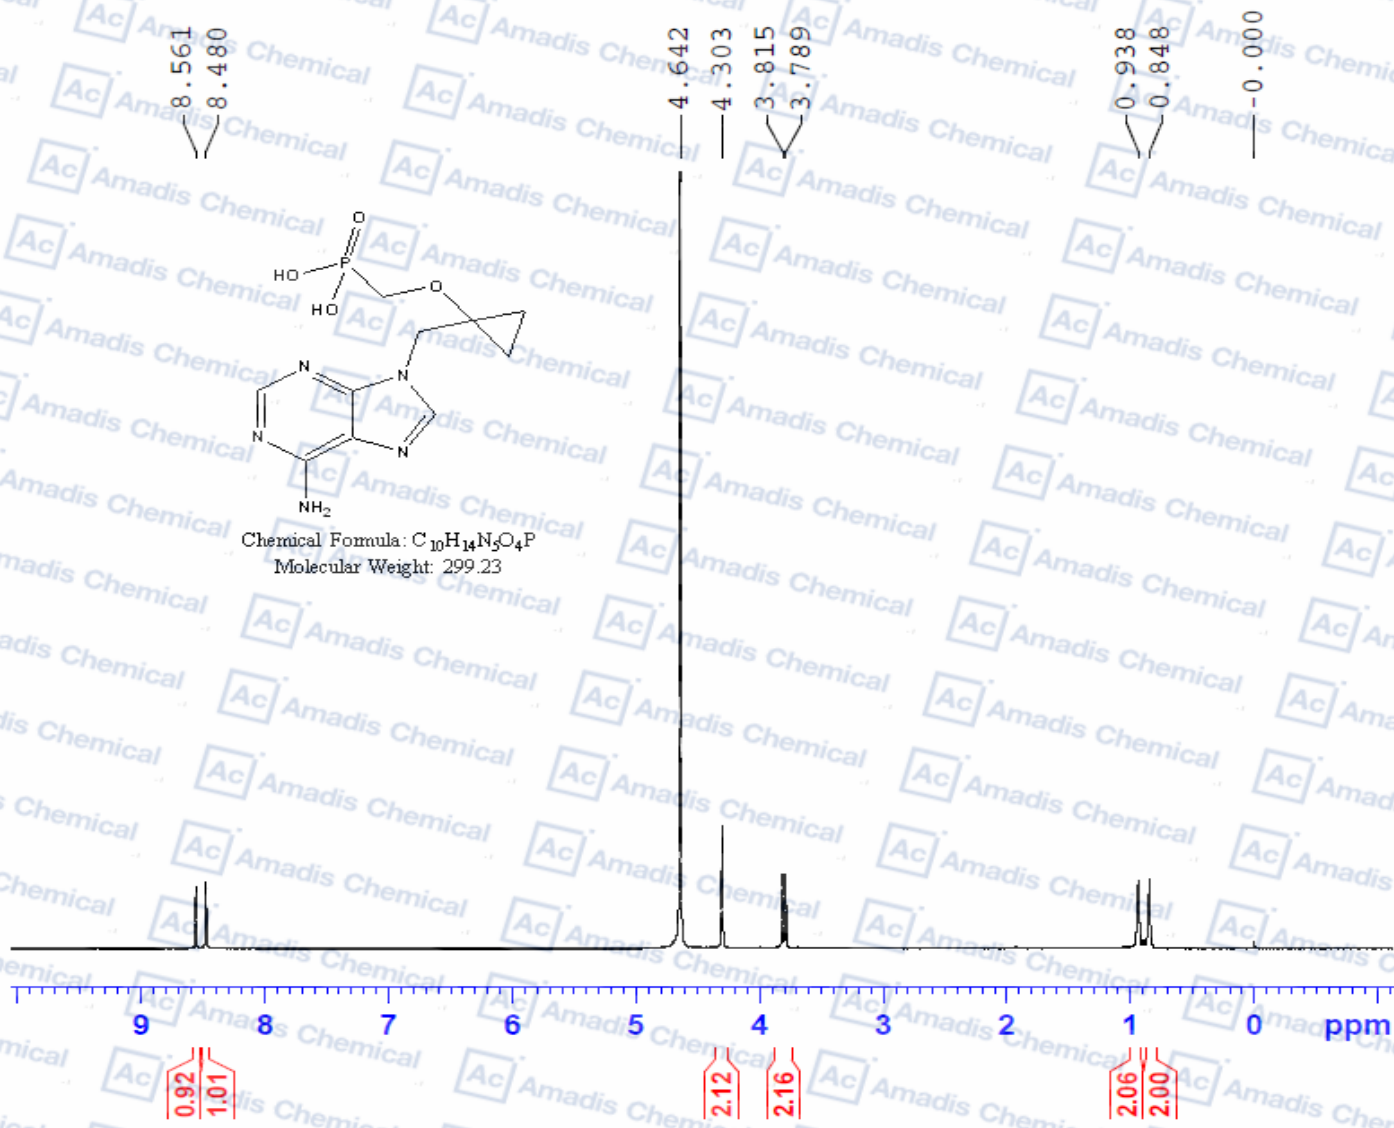 8.561
8.480
4.642
4.303
3.815
3.789
0.938
0.848
-0.000
O
HO
P
HO
O
N
N
N
N
NH2
Chemical Formula: C10H14N5O4P
Molecular Weight: 299.23
9 8 7 6 5 4 3 2 1 0 ppm
0.92
1.01
2.12
2.16
2.06
2.00
Ac Amadis Chemical